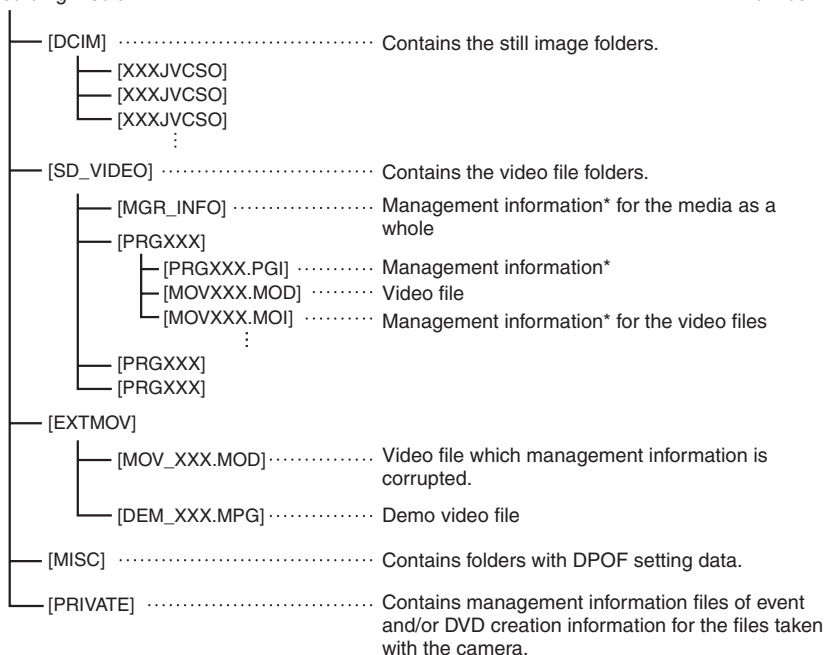 [DCIM] Contains the still image folders.
[XXXJVCSO]
[XXXJVCSO]
[XXXJVCSO]
[SD_VIDEO] Contains the video file folders.
[MGR_INFO] Management information* for the media as a
whole
[PRGXXX]
[PRGXXX.PGI] Management information*
[MOVXXX.MOD] Video file
[MOVXXX.MOI] Management information* for the video files
[PRGXXX]
[PRGXXX]
[EXTMOV]
[MOV_XXX.MOD] Video file which management information is
corrupted.
[DEM_XXX.MPG] Demo video file
[MISC] Contains folders with DPOF setting data.
[PRIVATE] Contains management information files of event
and/or DVD creation information for the files taken
with the camera.